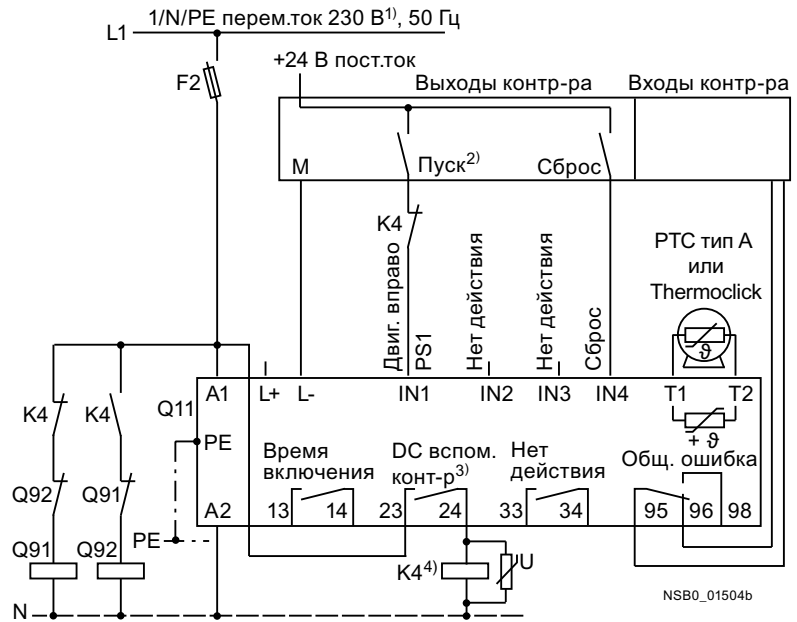 1/N/PE перем.ток 230 В1), 50 Гц
L1
F2
+24 В пост.ток
Выходы контр-ра
Входы контр-ра
M
Пуск2)
Сброс
K4
Двиг. вправо
PS1
Нет действия
Нет действия
Сброс
PTC тип A
или
Thermoclick
ϑ
Q11
A1
L+
L-
IN1
IN2
IN3
IN4
T1
T2
+ ϑ
K4
K4
PE
Время
включения
DC вспом.
конт-р3)
Нет
действия
Общ. ошибка
Q92
Q91
A2
13
14
23
24
33
34
95
96
98
PE
Q91
Q92
K44)
U
NSB0_01504b
N